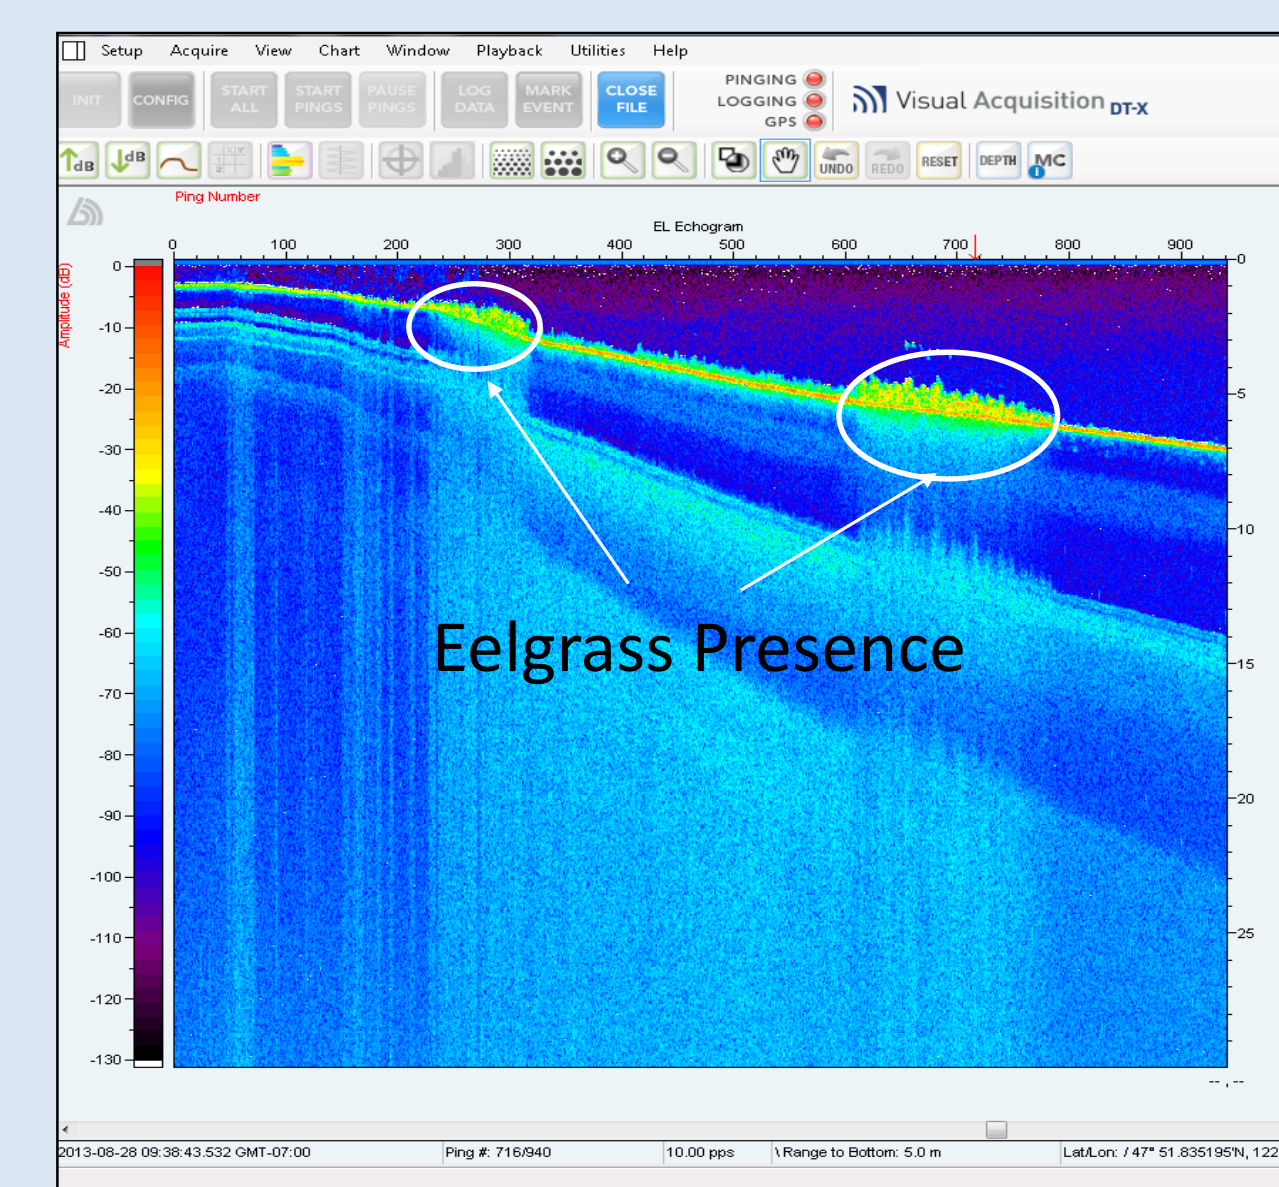 Setup Acquire View Chart Window Playback Utilities Help
INIT CONFIG START ALL START PINGS PAUSE PINGS LOG DATA MARK EVENT CLOSE FILE
PINGING
LOGGING
GPS
Visual Acquisition DT-X
dB dB UNDO REDO RESET DEPTH MC
Ping Number
EL Echogram
0 100 200 300 400 500 600 700 800 900
Amplitude (dB)
0
-10
-20
-30
-40
-50
-60
-70
-80
-90
-100
-110
-120
-130
0
5
10
15
20
25
Eelgrass Presence
-- , --
2013-08-28 09:38:43.532 GMT-07:00 Ping #: 716/940 10.00 pps \ Range to Bottom: 5.0 m Lat/Lon: / 47° 51.835195'N, 122